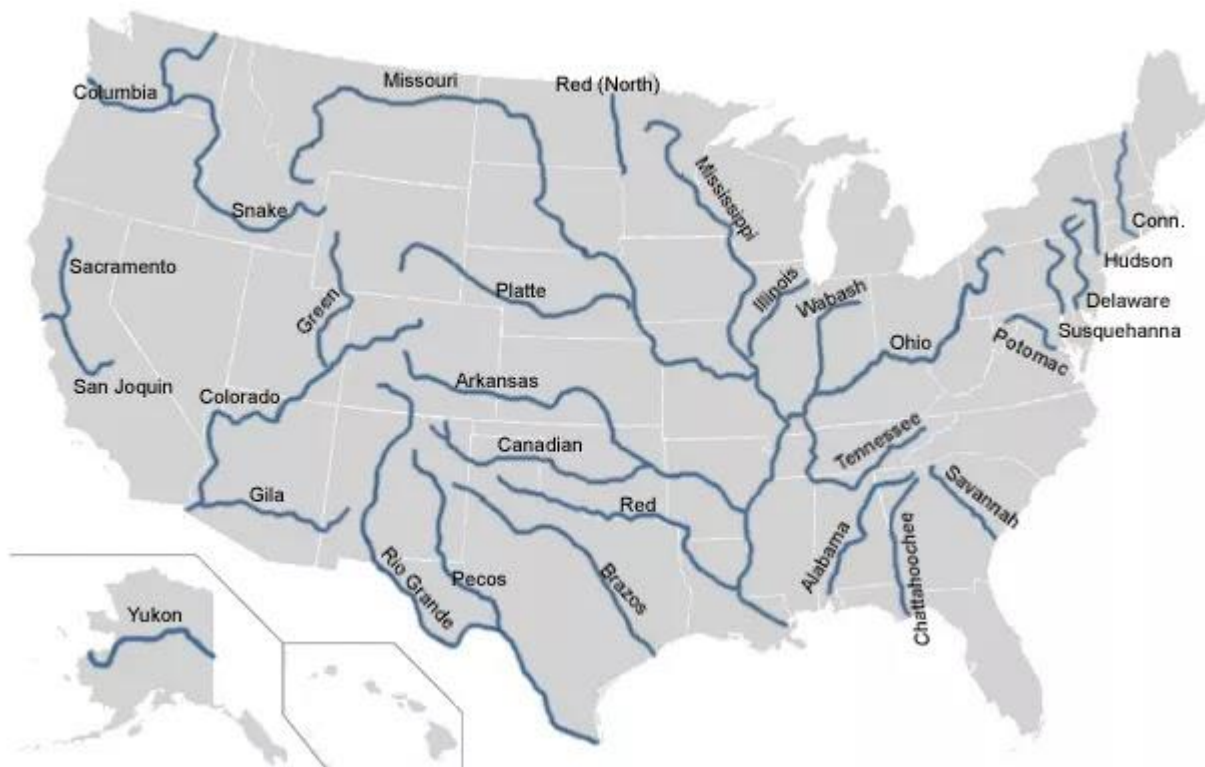 Missouri
Red (North)
Columbia
Mississippi
Snake
Conn.
Sacramento
Hudson
Green
Platte
Illinois
Wabash
Delaware
Susquehanna
Ohio
Potomac
San Joquin
Colorado
Arkansas
Canadian
Tennessee
Gila
Red
Savannah
Alabama
Chattahoochee
Rio Grande
Pecos
Brazos
Yukon